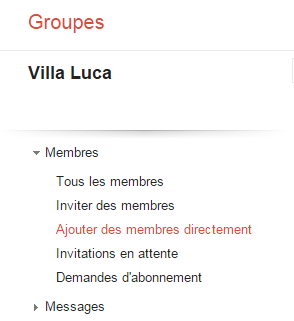 Groupes
Villa Luca
Membres
Tous les membres
Inviter des membres
Ajouter des membres directement
Invitations en attente
Demandes d'abonnement
Messages